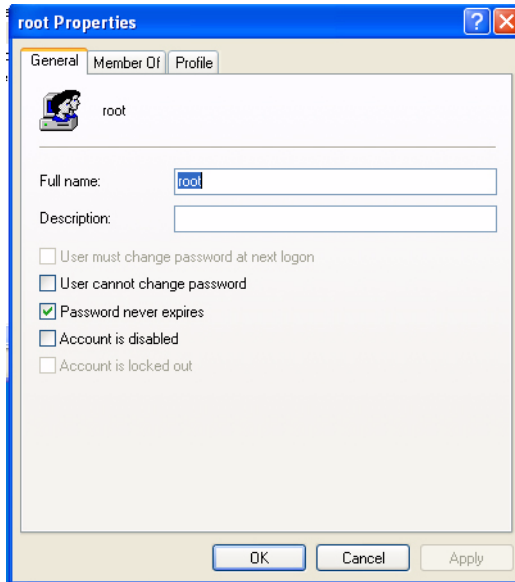 root Properties
General Member Of Profile
root
Full name: root
Description:
User must change password at next logon
User cannot change password
Password never expires
Account is disabled
Account is locked out
OK Cancel Apply